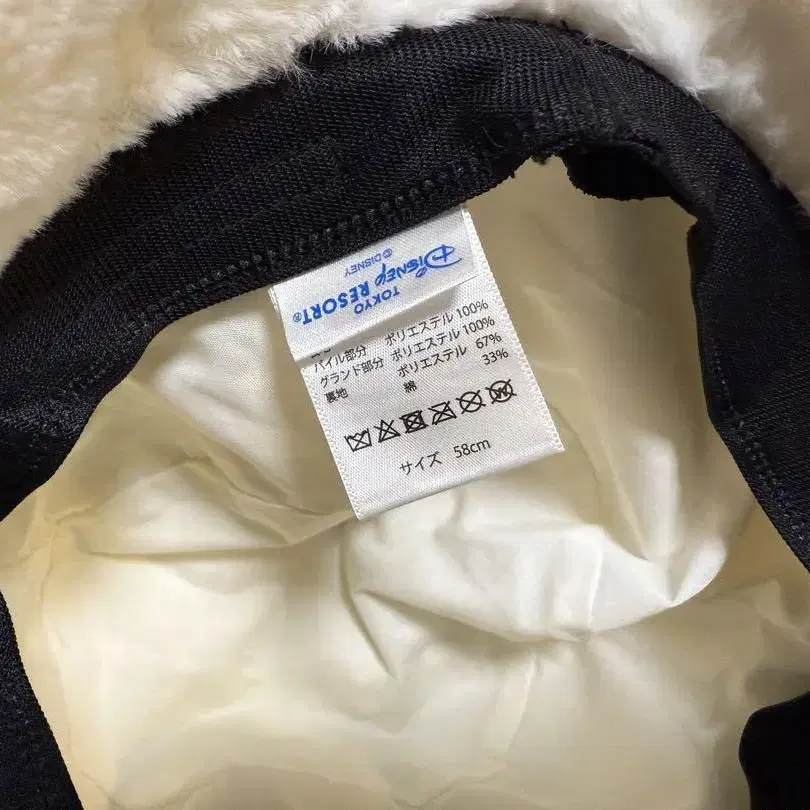 TOKYO
Disney RESORT®
© DISNEY
パイル部分 ポリエステル 100%
グランド部分 ポリエステル 100%
裏地 ポリエステル 67%
綿 33%
サイズ 58cm